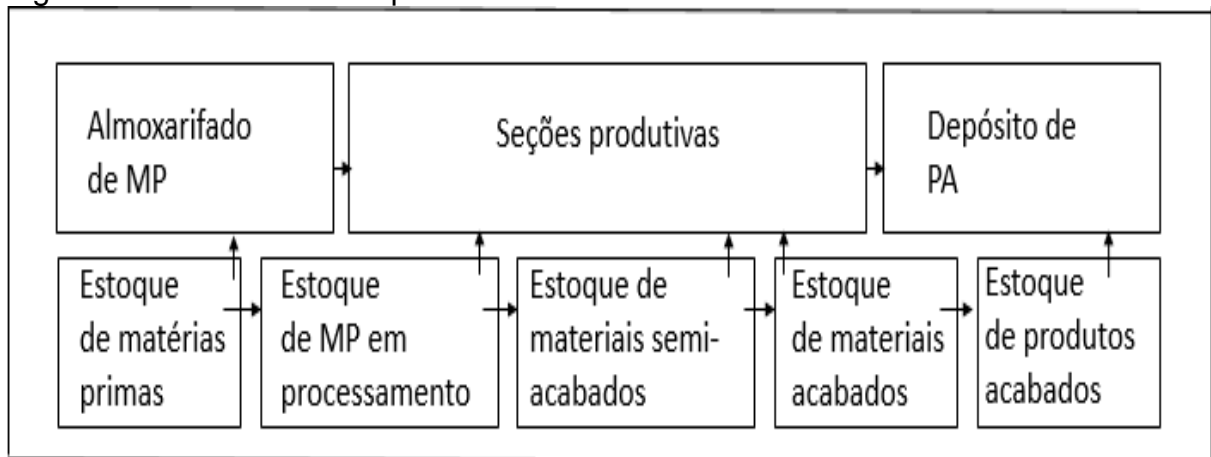 Almoxarifado
de MP
Seções produtivas
Depósito de
PA
Estoque
de matérias
primas
Estoque
de MP em
processamento
Estoque de
materiais semi-
acabados
Estoque
de materiais
acabados
Estoque
de produtos
acabados